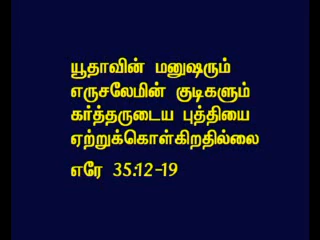 யூதாவின் மனுஷரும்
எருசலேமின் குடிகளும்
கர்த்தருடைய புத்தியை
ஏற்றுக்கொள்கிறதில்லை
எரே 35:12-19